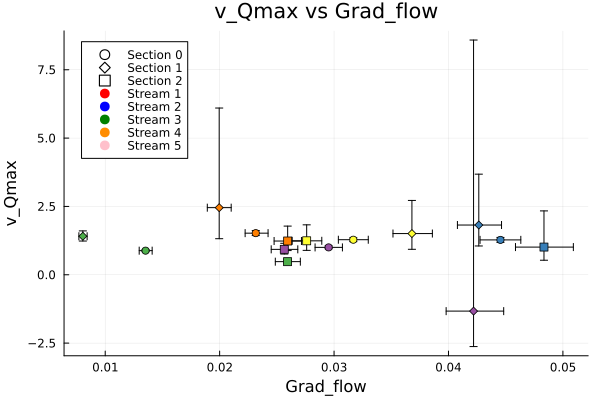 v_Qmax vs Grad_flow
Section 0
Section 1
Section 2
Stream 1
Stream 2
Stream 3
Stream 4
Stream 5
7.5
5.0
2.5
0.0
−2.5
v_Qmax
0.01 0.02 0.03 0.04 0.05
Grad_flow